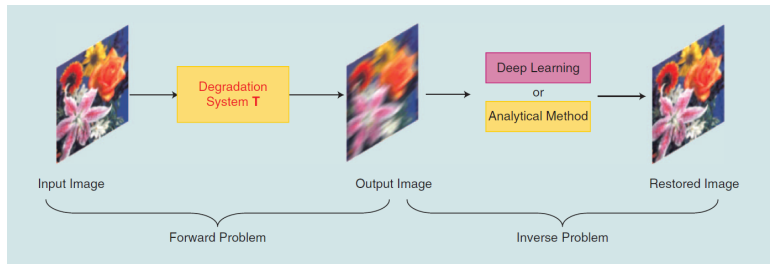 Degradation
System T
Deep Learning
or
Analytical Method
Input Image
Output Image
Restored Image
Forward Problem
Inverse Problem